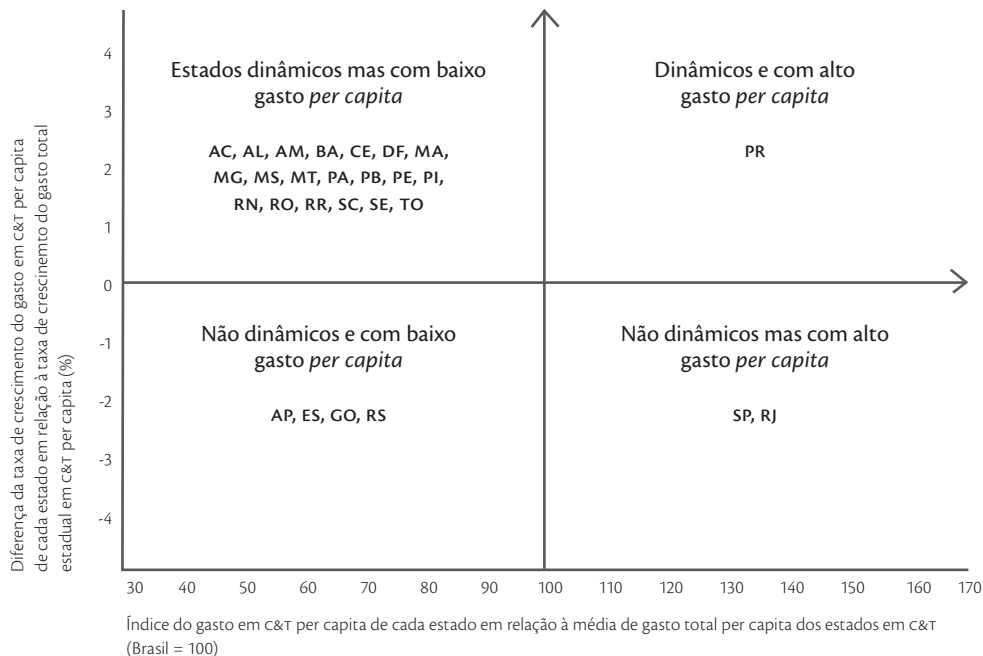 Diferença da taxa de crescimento do gasto em C&T per capita
de cada estado em relação à taxa de crescinemto do gasto total
estadual em C&T per capita (%)
4
3
2
1
0
-1
-2
-3
-4
Estados dinâmicos mas com baixo
gasto per capita
AC, AL, AM, BA, CE, DF, MA,
MG, MS, MT, PA, PB, PE, PI,
RN, RO, RR, SC, SE, TO
Dinâmicos e com alto
gasto per capita
PR
Não dinâmicos e com baixo
gasto per capita
AP, ES, GO, RS
Não dinâmicos mas com alto
gasto per capita
SP, RJ
30 40 50 60 70 80 90 100 110 120 130 140 150 160 170
Índice do gasto em C&T per capita de cada estado em relação à média de gasto total per capita dos estados em C&T
(Brasil = 100)